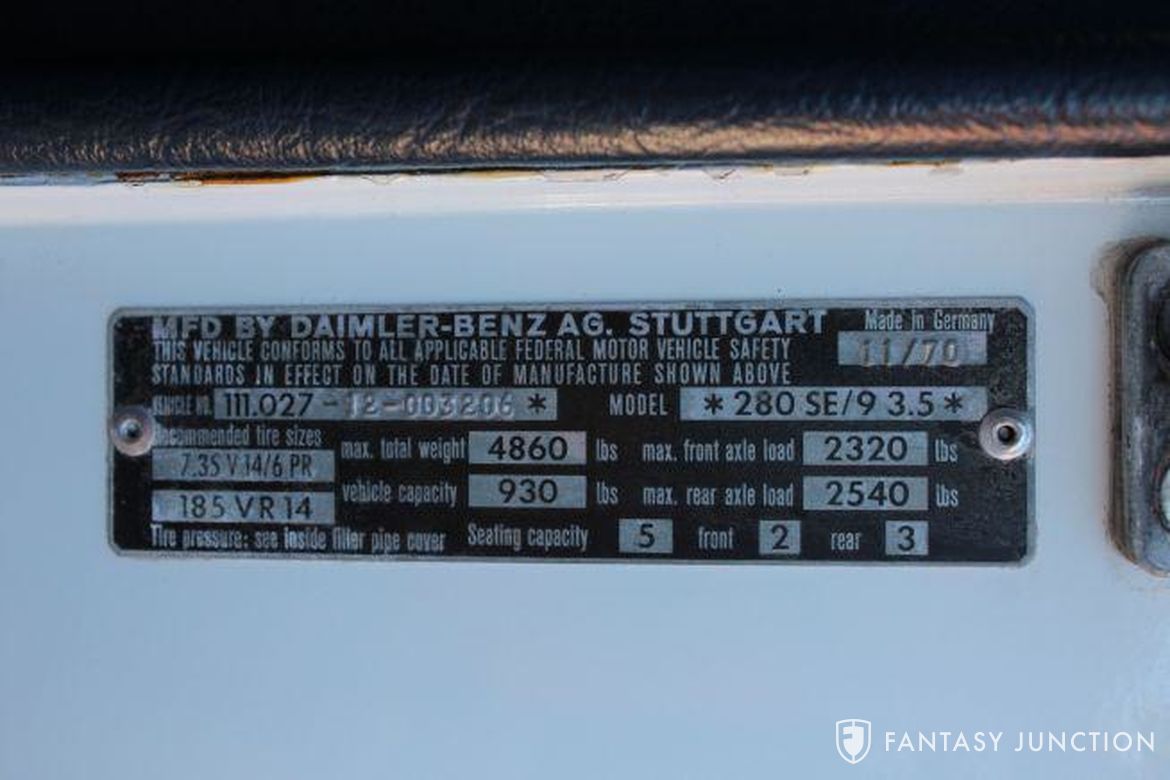 MFD BY DAIMLER-BENZ AG. STUTTGART Made in Germany
THIS VEHICLE CONFORMS TO ALL APPLICABLE FEDERAL MOTOR VEHICLE SAFETY 11/70
STANDARDS IN EFFECT ON THE DATE OF MANUFACTURE SHOWN ABOVE
VEHICLE NO. 111.027-12-003206 * MODEL * 280 SE/9 3.5 *
Recommended tire sizes
7.35 V 14/6 PR max. total weight 4860 lbs max. front axle load 2320 lbs
185 VR 14 vehicle capacity 930 lbs max. rear axle load 2540 lbs
Tire pressure: see inside filler pipe cover Seating capacity 5 front 2 rear 3
FANTASY JUNCTION